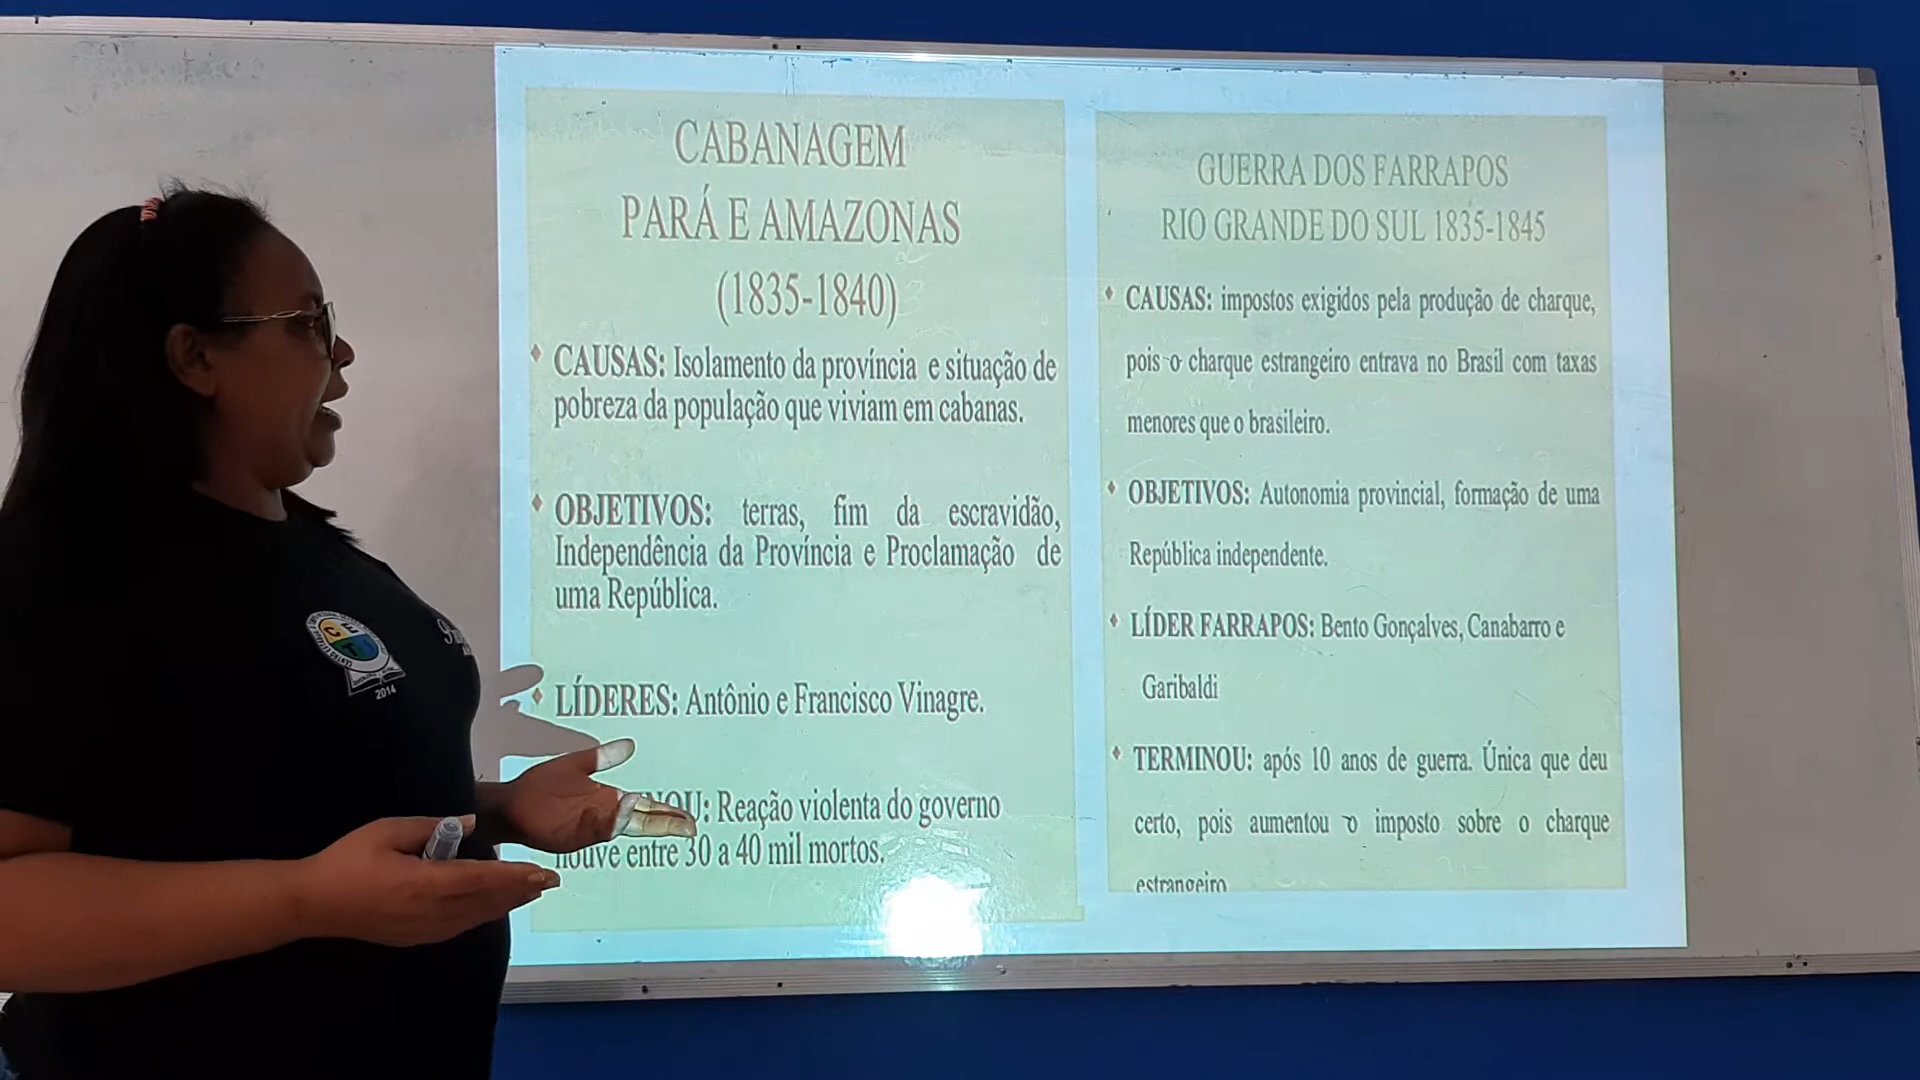 CABANAGEM
PARÁ E AMAZONAS
(1835-1840)
CAUSAS: Isolamento da província e situação de
pobreza da população que viviam em cabanas.
OBJETIVOS: terras, fim da escravidão,
Independência da Província e Proclamação de
uma República.
LÍDERES: Antônio e Francisco Vinagre.
Reação violenta do governo
houve entre 30 a 40 mil mortos.
GUERRA DOS FARRAPOS
RIO GRANDE DO SUL 1835-1845
CAUSAS: impostos exigidos pela produção de charque,
pois o charque estrangeiro entrava no Brasil com taxas
menores que o brasileiro.
OBJETIVOS: Autonomia provincial, formação de uma
República independente.
LÍDER FARRAPOS: Bento Gonçalves, Canabarro e
Garibaldi
TERMINOU: após 10 anos de guerra. Única que deu
certo, pois aumentou o imposto sobre o charque
estrangeiro
CET
2014